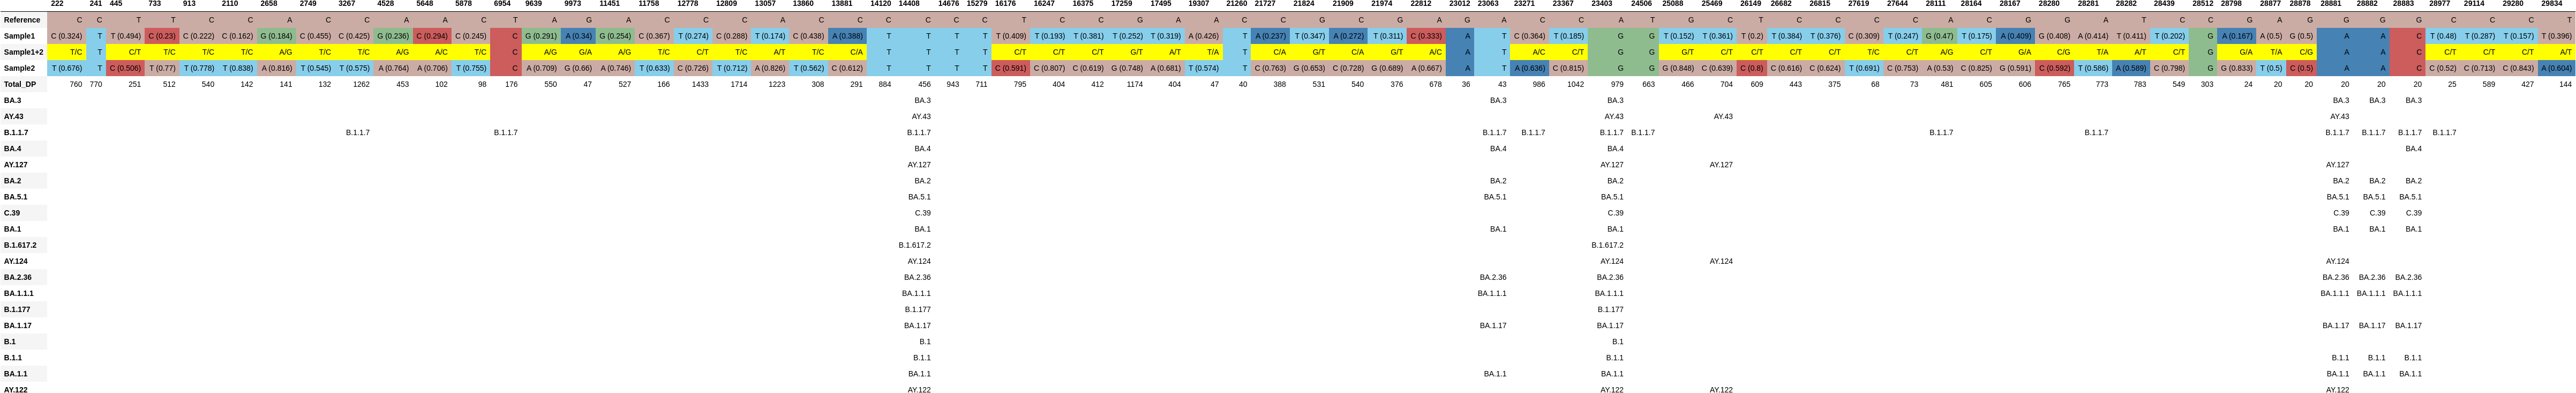 222 241 445 733 913 2110 2658 2749 3267 4528 5648 5878 6954 9639 9973 11451 11758 12778 12809 13057 13860 13881 14120 14408 14676 15279 16176 16247 16375 17259 17495 19307 21260 21727 21824 21909 21974 22812 23012 23063 23271 23367 23403 24506 25088 25469 26149 26682 26815 27619 27644 28111 28164 28167 28280 28281 28282 28439 28512 28798 28877 28878 28881 28882 28883 28977 29114 29280 29834
Reference C C T T C C A C C A A C T A G A C C C A C C C C C C T C C G A A C C G C G A G A C C A T G C T C C C C A C G G A T C C G A G G G G C C C T
Sample1 C (0.324) T T (0.494) C (0.23) C (0.222) C (0.162) G (0.184) C (0.455) C (0.425) G (0.236) C (0.294) C (0.245) C G (0.291) A (0.34) G (0.254) C (0.367) T (0.274) C (0.288) T (0.174) C (0.438) A (0.388) T T T T T (0.409) T (0.193) T (0.381) T (0.252) T (0.319) A (0.426) T A (0.237) T (0.347) A (0.272) T (0.311) C (0.333) A T C (0.364) T (0.185) G G T (0.152) T (0.361) T (0.2) T (0.384) T (0.376) C (0.309) T (0.247) G (0.47) T (0.175) A (0.409) G (0.408) A (0.414) T (0.411) T (0.202) G A (0.167) A (0.5) G (0.5) A A C T (0.48) T (0.287) T (0.157) T (0.396)
Sample1+2 T/C T C/T T/C T/C T/C A/G T/C T/C A/G A/C T/C C A/G G/A A/G T/C C/T T/C A/T T/C C/A T T T T C/T C/T C/T G/T A/T T/A T C/A G/T C/A G/T A/C A T A/C C/T G G G/T C/T C/T C/T C/T T/C C/T A/G C/T G/A C/G T/A A/T C/T G G/A T/A C/G A A C C/T C/T C/T A/T
Sample2 T (0.676) T C (0.506) T (0.77) T (0.778) T (0.838) A (0.816) T (0.545) T (0.575) A (0.764) A (0.706) T (0.755) C A (0.709) G (0.66) A (0.746) T (0.633) C (0.726) T (0.712) A (0.826) T (0.562) C (0.612) T T T T C (0.591) C (0.807) C (0.619) G (0.748) A (0.681) T (0.574) T C (0.763) G (0.653) C (0.728) G (0.689) A (0.667) A T A (0.636) C (0.815) G G G (0.848) C (0.639) C (0.8) C (0.616) C (0.624) T (0.691) C (0.753) A (0.53) C (0.825) G (0.591) C (0.592) T (0.586) A (0.589) C (0.798) G G (0.833) T (0.5) C (0.5) A A C C (0.52) C (0.713) C (0.843) A (0.604)
Total_DP 760 770 251 512 540 142 141 132 1262 453 102 98 176 550 47 527 166 1433 1714 1223 308 291 884 456 943 711 795 404 412 1174 404 47 40 388 531 540 376 678 36 43 986 1042 979 663 466 704 609 443 375 68 73 481 605 606 765 773 783 549 303 24 20 20 20 20 20 25 589 427 144
BA.3 BA.3 BA.3 BA.3 BA.3 BA.3 BA.3
AY.43 AY.43 AY.43 AY.43 AY.43
B.1.1.7 B.1.1.7 B.1.1.7 B.1.1.7 B.1.1.7 B.1.1.7 B.1.1.7 B.1.1.7 B.1.1.7 B.1.1.7 B.1.1.7 B.1.1.7 B.1.1.7 B.1.1.7
BA.4 BA.4 BA.4 BA.4 BA.4
AY.127 AY.127 AY.127 AY.127 AY.127
BA.2 BA.2 BA.2 BA.2 BA.2 BA.2 BA.2
BA.5.1 BA.5.1 BA.5.1 BA.5.1 BA.5.1 BA.5.1 BA.5.1
C.39 C.39 C.39 C.39 C.39 C.39
BA.1 BA.1 BA.1 BA.1 BA.1 BA.1 BA.1
B.1.617.2 B.1.617.2 B.1.617.2
AY.124 AY.124 AY.124 AY.124 AY.124
BA.2.36 BA.2.36 BA.2.36 BA.2.36 BA.2.36 BA.2.36 BA.2.36
BA.1.1.1 BA.1.1.1 BA.1.1.1 BA.1.1.1 BA.1.1.1 BA.1.1.1 BA.1.1.1
B.1.177 B.1.177 B.1.177
BA.1.17 BA.1.17 BA.1.17 BA.1.17 BA.1.17 BA.1.17 BA.1.17
B.1 B.1 B.1
B.1.1 B.1.1 B.1.1 B.1.1 B.1.1 B.1.1
BA.1.1 BA.1.1 BA.1.1 BA.1.1 BA.1.1 BA.1.1 BA.1.1
AY.122 AY.122 AY.122 AY.122 AY.122